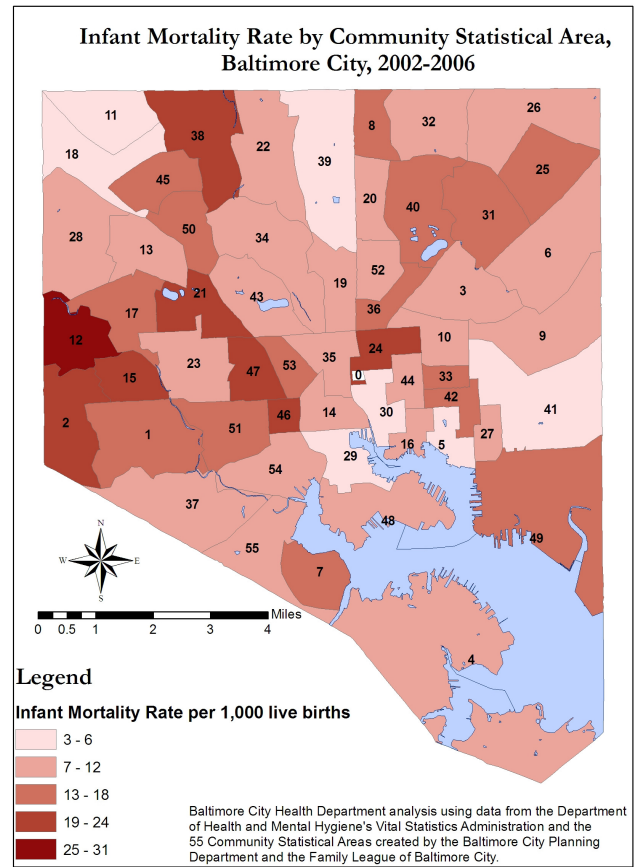 Infant Mortality Rate by Community Statistical Area,
Baltimore City, 2002-2006
11
38
22
39
8
32
26
18
45
25
20
40
31
50
28
13
34
6
52
19
21
43
3
17
36
12
24
10
9
35
23
53
47
0
44
33
15
42
41
46
14
30
2
1
51
16
5
27
29
54
37
48
49
55
7
4
N
W
E
S
Miles
0 0.5 1 2 3 4
Legend
Infant Mortality Rate per 1,000 live births
3 - 6
7 - 12
13 - 18
19 - 24
25 - 31
Baltimore City Health Department analysis using data from the Department
of Health and Mental Hygiene's Vital Statistics Administration and the
55 Community Statistical Areas created by the Baltimore City Planning
Department and the Family League of Baltimore City.